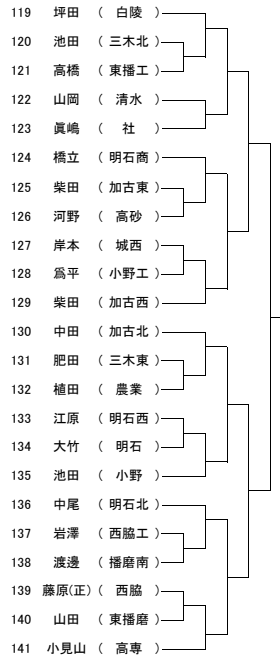 119 坪田 ( 白陵 )
120 池田 ( 三木北 )
121 高橋 ( 東播工 )
122 山岡 ( 清水 )
123 眞嶋 ( 社 )
124 橋立 ( 明石商 )
125 柴田 ( 加古東 )
126 河野 ( 高砂 )
127 岸本 ( 城西 )
128 爲平 ( 小野工 )
129 柴田 ( 加古西 )
130 中田 ( 加古北 )
131 肥田 ( 三木東 )
132 植田 ( 農業 )
133 江原 ( 明石西 )
134 大竹 ( 明石 )
135 池田 ( 小野 )
136 中尾 ( 明石北 )
137 岩澤 ( 西脇工 )
138 渡邊 ( 播磨南 )
139 藤原(正) ( 西脇 )
140 山田 ( 東播磨 )
141 小見山 ( 高専 )